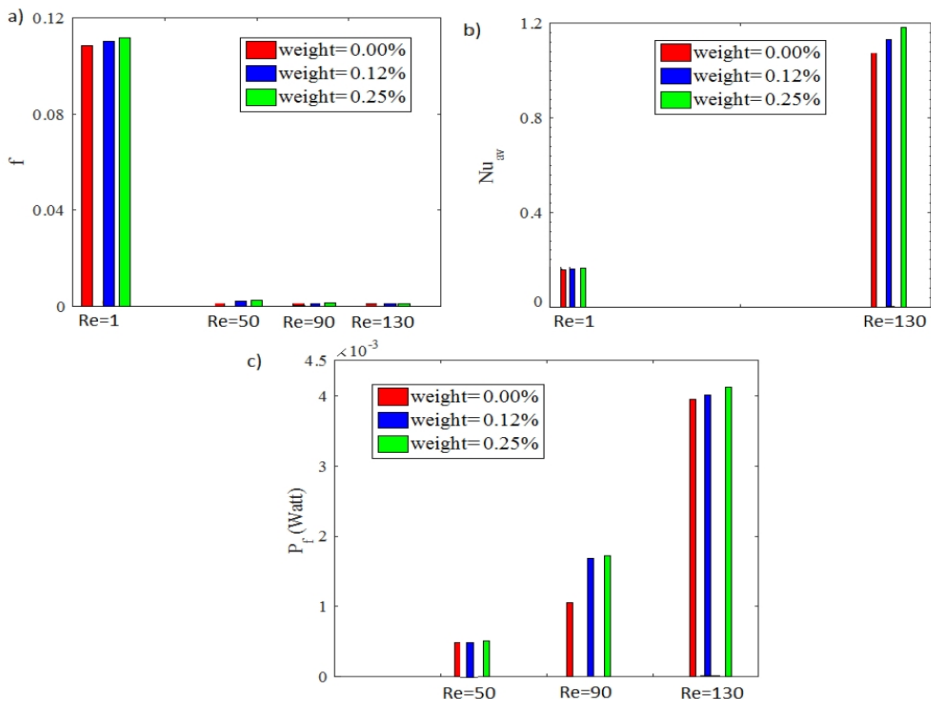 a)
0.12
0.08
0.04
0
f
weight= 0.00%
weight= 0.12%
weight= 0.25%
Re=1
Re=50
Re=90
Re=130
b)
1.2
0.8
0.4
0
Nu av
weight= 0.00%
weight= 0.12%
weight= 0.25%
Re=1
Re=130
c)
×10⁻³
4.5
4
3
2
1
0
P_f (Watt)
weight= 0.00%
weight= 0.12%
weight= 0.25%
Re=50
Re=90
Re=130